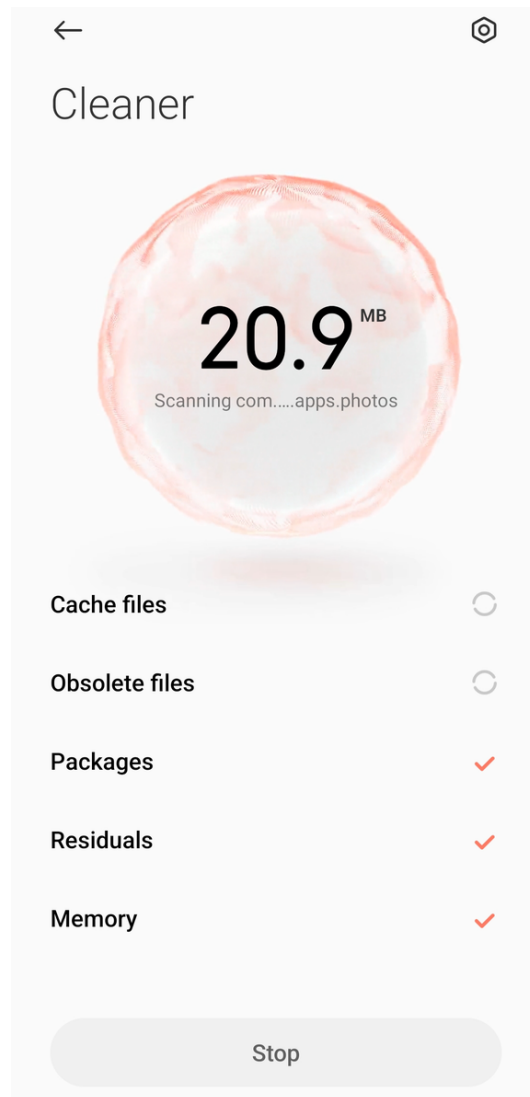 Cleaner
20.9 MB
Scanning com.....apps.photos
Cache files
Obsolete files
Packages
Residuals
Memory
Stop